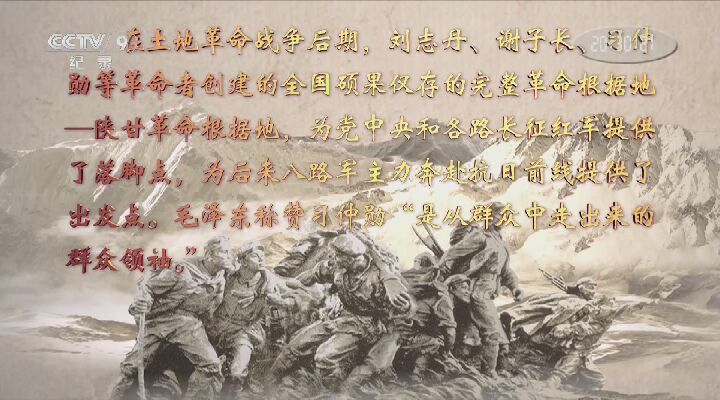 CCTV 9
纪录
在土地革命战争后期，刘志丹、谢子长、习仲
勋等革命者创建的全国硕果仅存的完整革命根据地
—陕甘革命根据地，为党中央和各路长征红军提供
了落脚点，为后来八路军主力奔赴抗日前线提供了
出发点。毛泽东称赞习仲勋“是从群众中走出来的
群众领袖。”